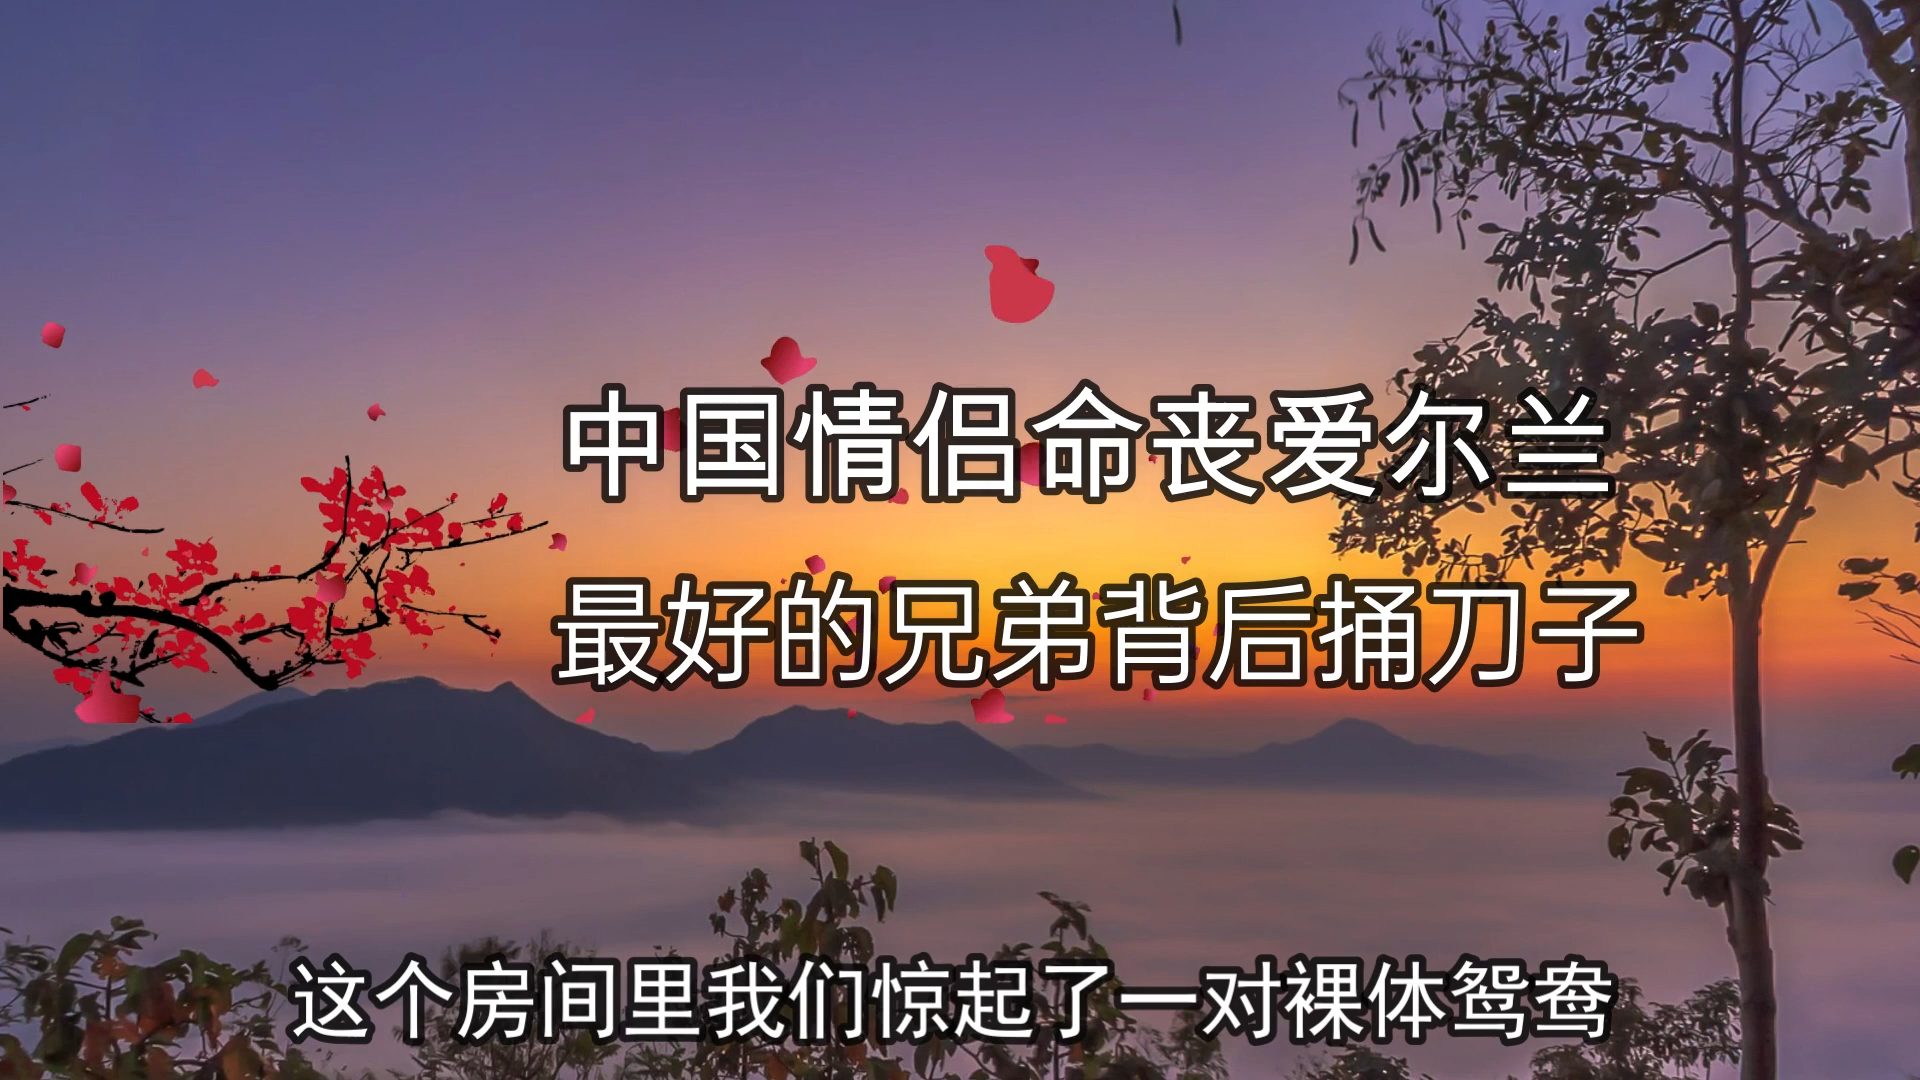 中国情侣命丧爱尔兰
最好的兄弟背后捅刀子
这个房间里我们惊起了一对裸体鸳鸯